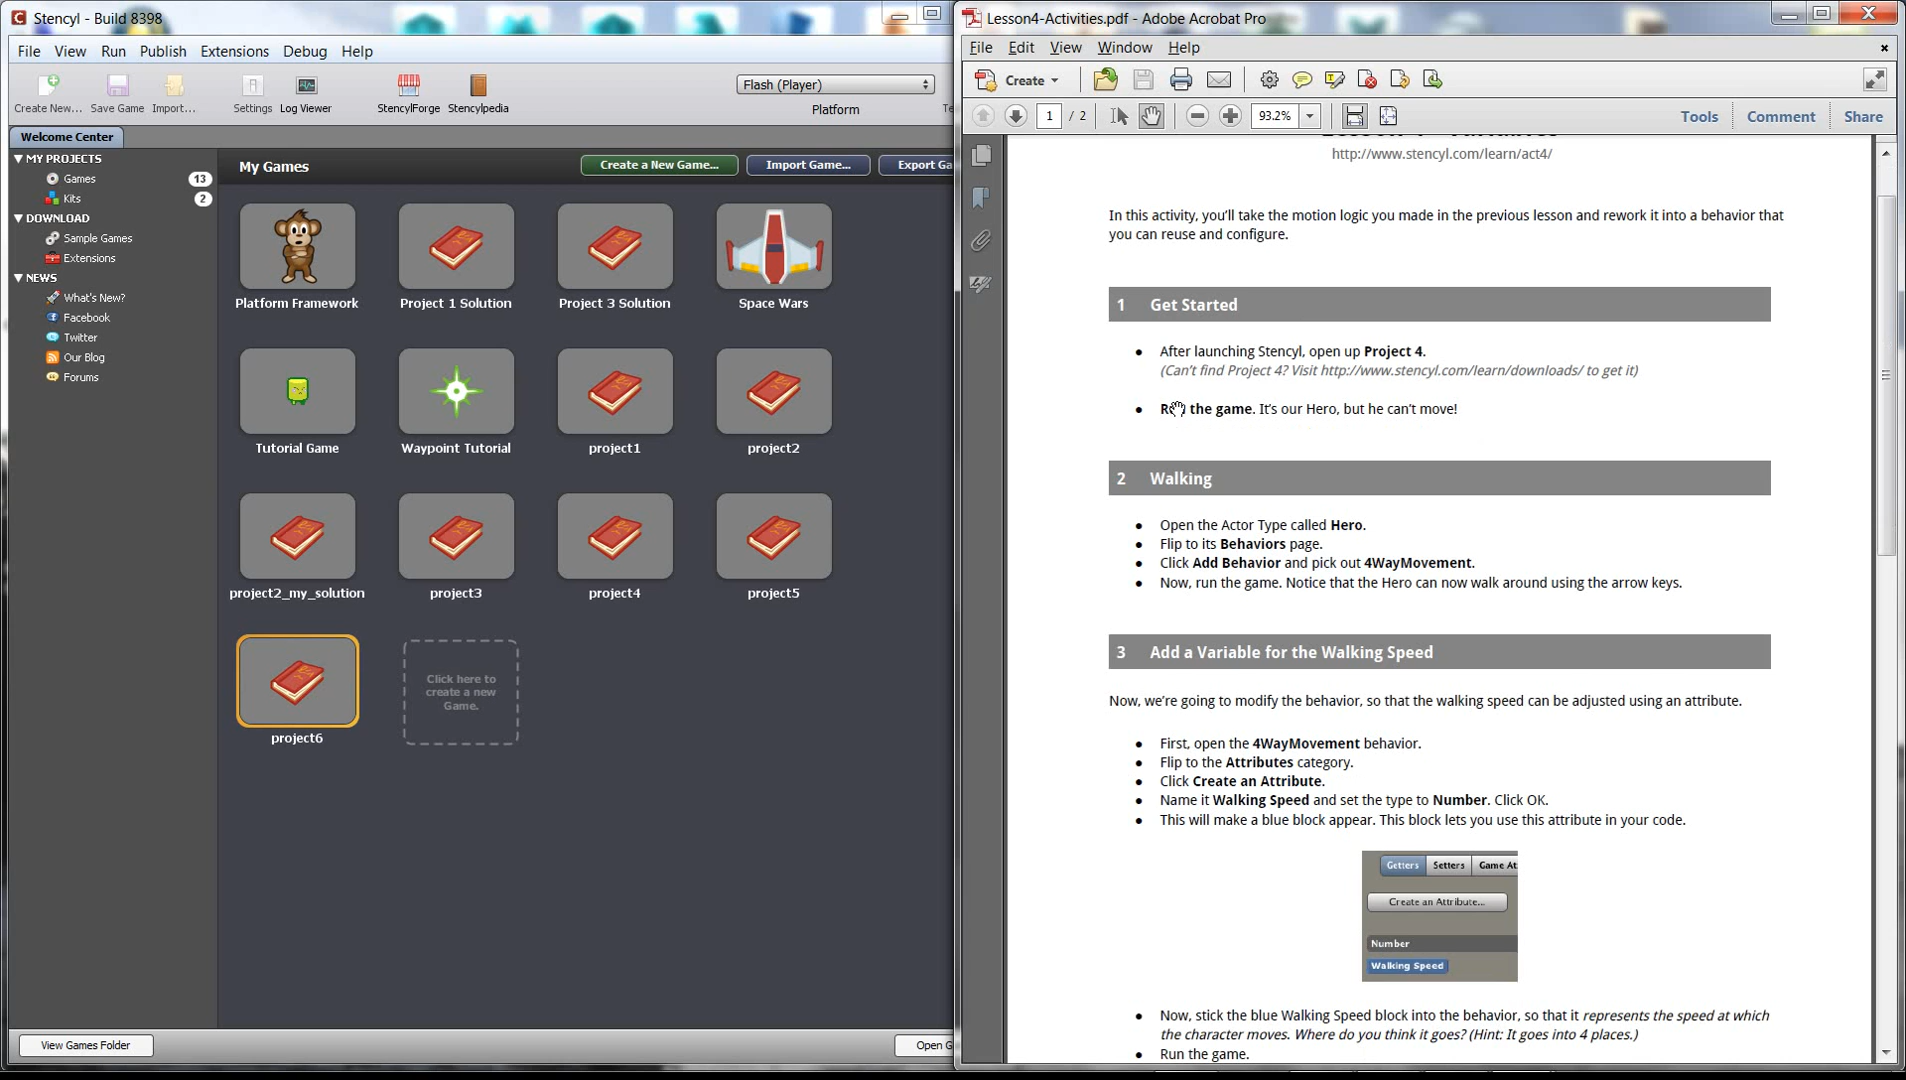 Stencyl - Build 8398
File View Run Publish Extensions Debug Help
Create New... Save Game Import... Settings Log Viewer StencylForge Stencylpedia
Flash (Player)
Platform
Welcome Center
MY PROJECTS
Games 13
Kits 2
DOWNLOAD
Sample Games
Extensions
NEWS
What's New?
Facebook
Twitter
Our Blog
Forums
My Games
Create a New Game... Import Game... Export Ga
Platform Framework Project 1 Solution Project 3 Solution Space Wars
Tutorial Game Waypoint Tutorial project1 project2
project2_my_solution project3 project4 project5
Click here to
create a new
Game.
project6
View Games Folder
Open G
Lesson4-Activities.pdf - Adobe Acrobat Pro
File Edit View Window Help
Create
1 / 2
93.2%
Tools Comment Share
http://www.stencyl.com/learn/act4/
In this activity, you'll take the motion logic you made in the previous lesson and rework it into a behavior that
you can reuse and configure.
1 Get Started
• After launching Stencyl, open up Project 4.
(Can't find Project 4? Visit http://www.stencyl.com/learn/downloads/ to get it)
• Run the game. It's our Hero, but he can't move!
2 Walking
• Open the Actor Type called Hero.
• Flip to its Behaviors page.
• Click Add Behavior and pick out 4WayMovement.
• Now, run the game. Notice that the Hero can now walk around using the arrow keys.
3 Add a Variable for the Walking Speed
Now, we're going to modify the behavior, so that the walking speed can be adjusted using an attribute.
• First, open the 4WayMovement behavior.
• Flip to the Attributes category.
• Click Create an Attribute.
• Name it Walking Speed and set the type to Number. Click OK.
• This will make a blue block appear. This block lets you use this attribute in your code.
Getters Setters Game At
Create an Attribute...
Number
Walking Speed
• Now, stick the blue Walking Speed block into the behavior, so that it represents the speed at which
the character moves. Where do you think it goes? (Hint: It goes into 4 places.)
• Run the game.